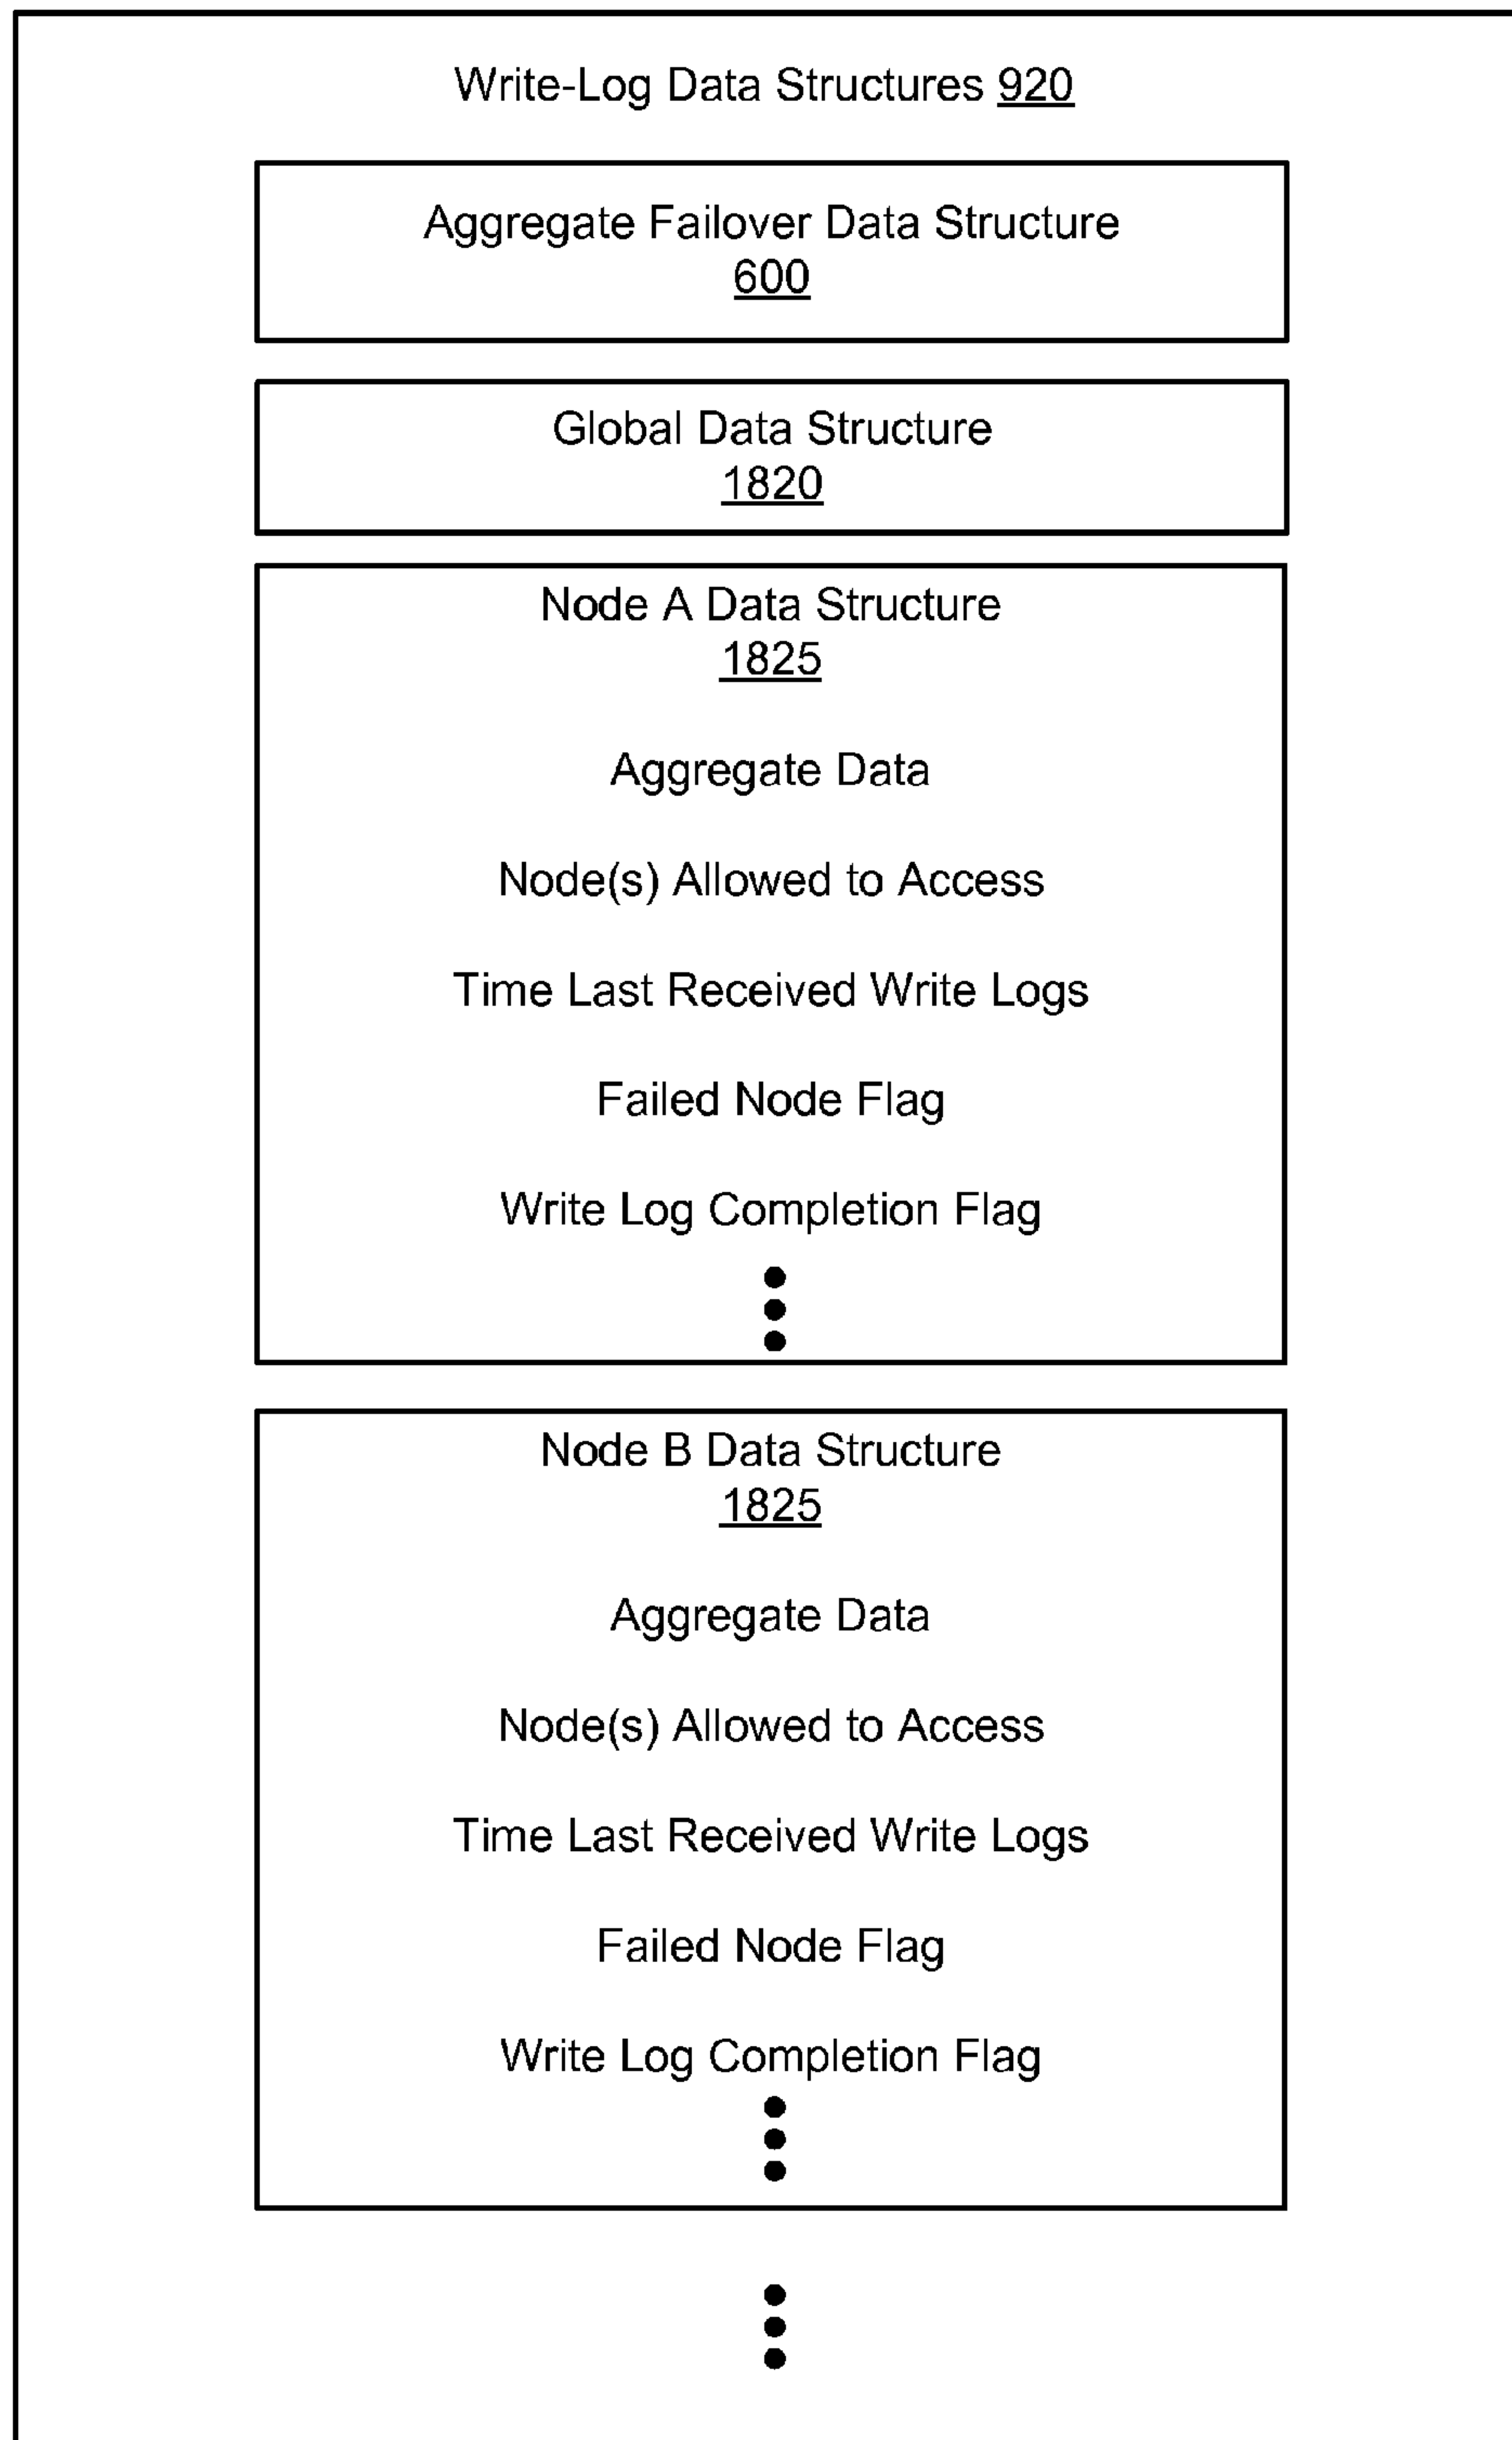 Write-Log Data Structures 920
Aggregate Failover Data Structure
600
Global Data Structure
1820
Node A Data Structure
1825
Aggregate Data
Node(s) Allowed to Access
Time Last Received Write Logs
Failed Node Flag
Write Log Completion Flag
Node B Data Structure
1825
Aggregate Data
Node(s) Allowed to Access
Time Last Received Write Logs
Failed Node Flag
Write Log Completion Flag